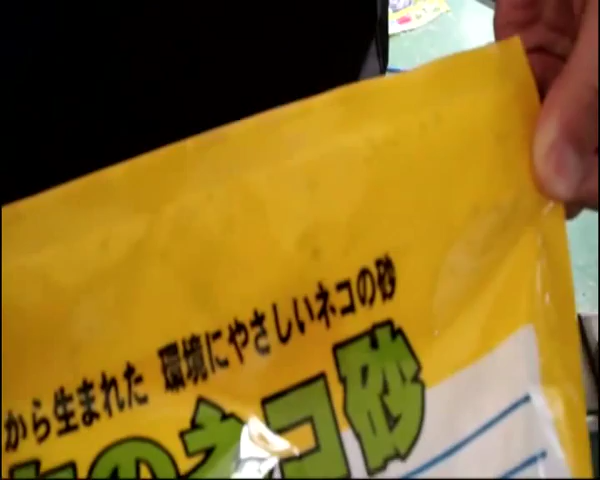 から生まれた 環境にやさしいネコの砂
のネコ砂